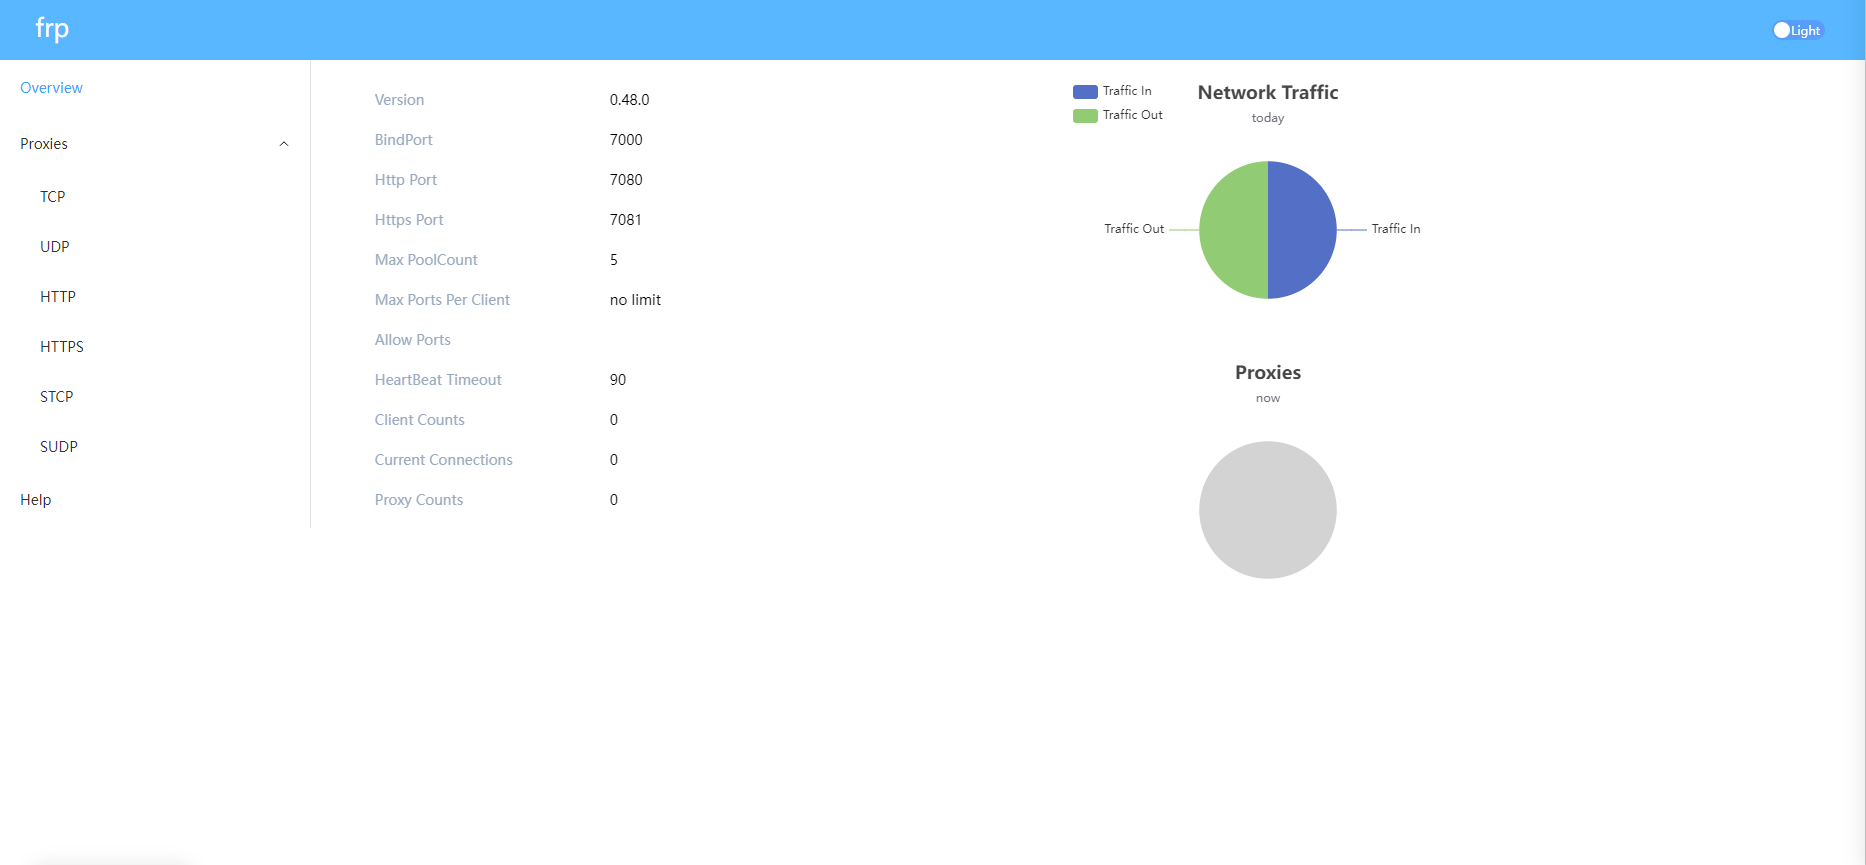 frp
Light
Overview
Proxies
TCP
UDP
HTTP
HTTPS
STCP
SUDP
Help
Version 0.48.0
BindPort 7000
Http Port 7080
Https Port 7081
Max PoolCount 5
Max Ports Per Client no limit
Allow Ports
HeartBeat Timeout 90
Client Counts 0
Current Connections 0
Proxy Counts 0
Traffic In
Traffic Out
Network Traffic
today
Traffic Out
Traffic In
Proxies
now